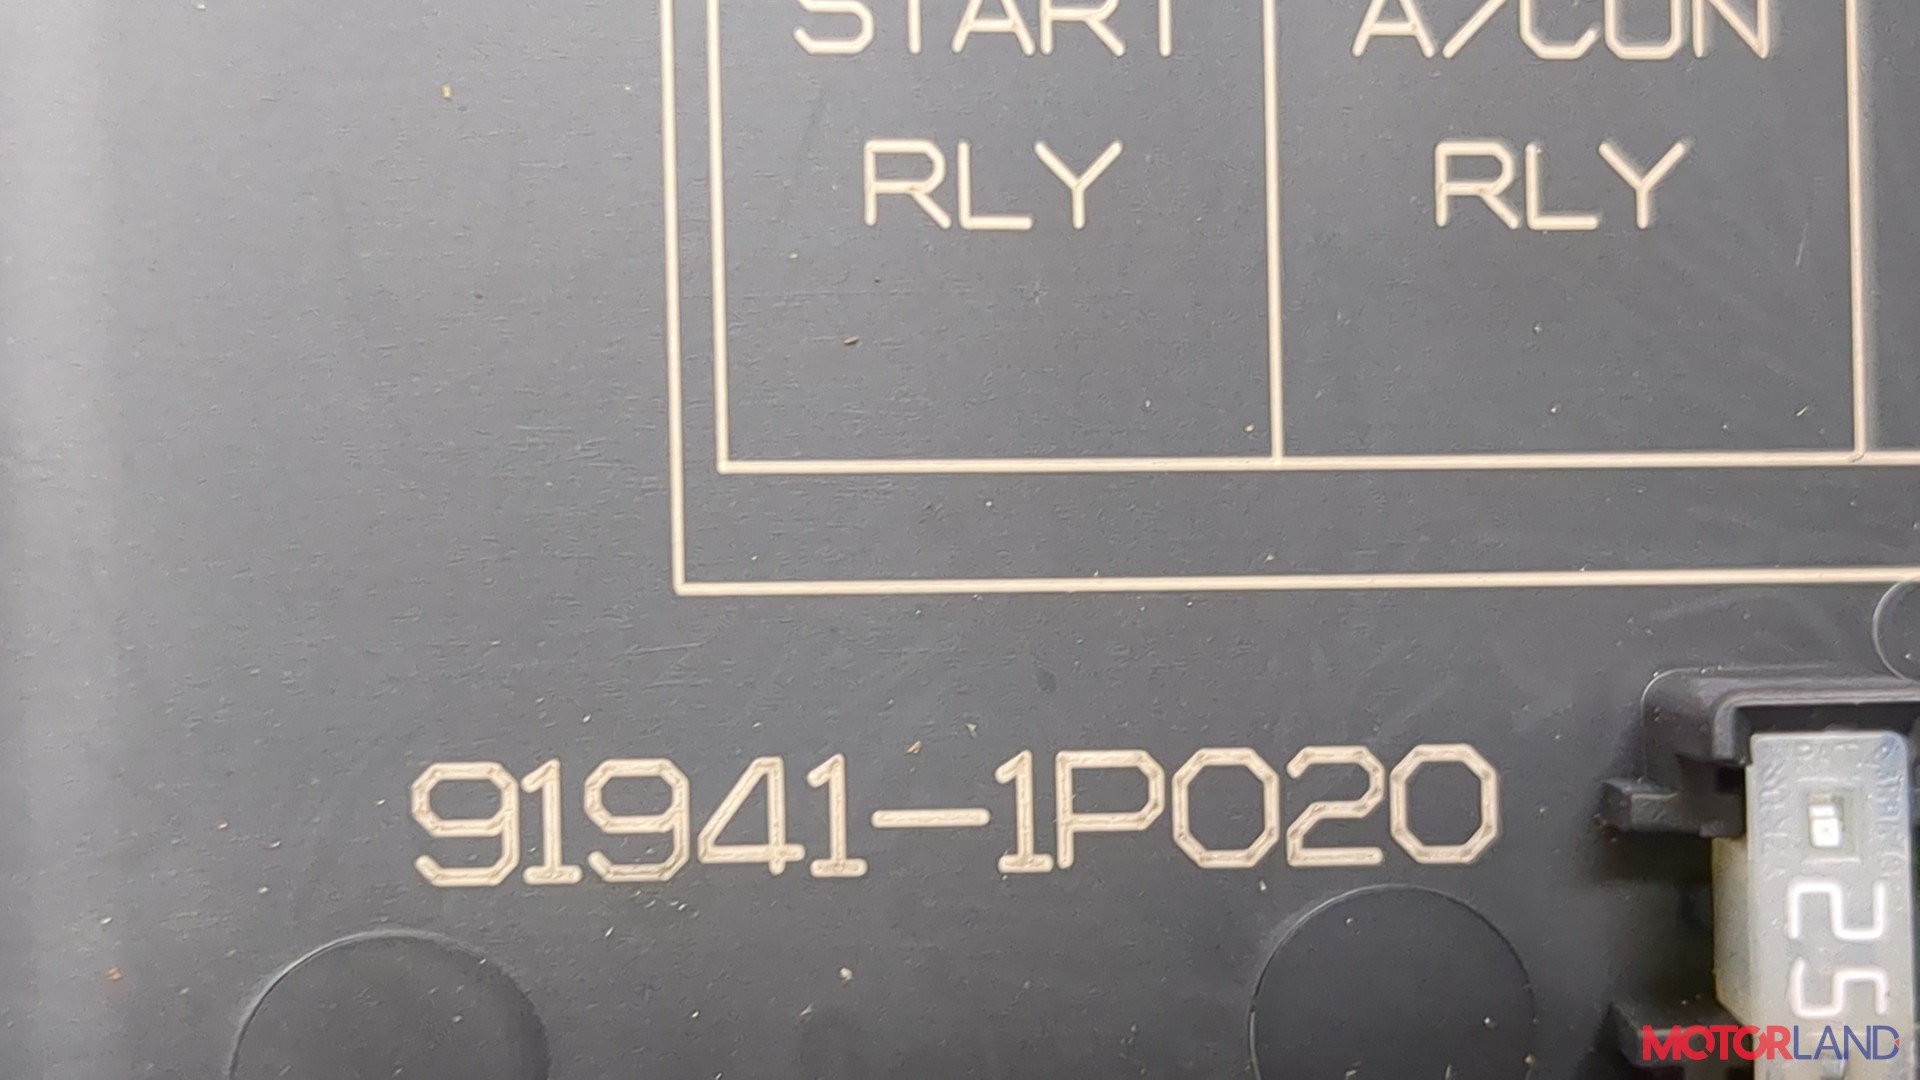 START A/CON
RLY RLY
91941-1P020
25
MOTORLAND